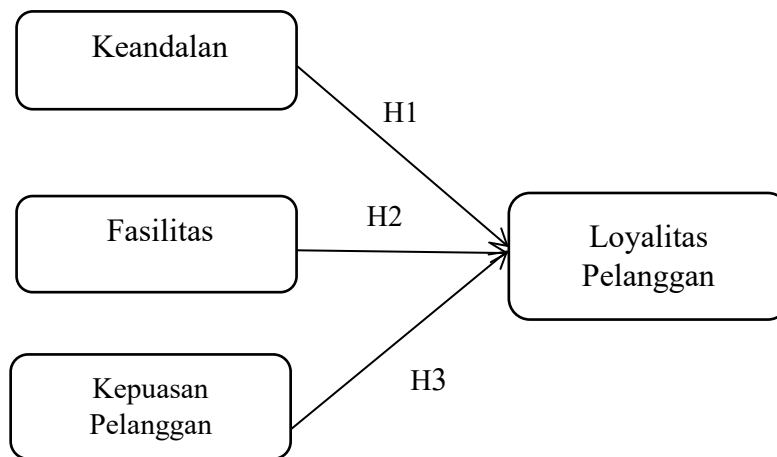 Keandalan
H1
Fasilitas
H2
Loyalitas
Pelanggan
H3
Kepuasan
Pelanggan